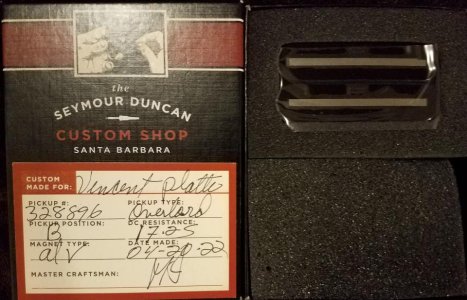 the
SEYMOUR DUNCAN
CUSTOM SHOP
SANTA BARBARA
CUSTOM
MADE FOR: Vincent Platte
PICKUP #: PICKUP TYPE:
328896 Overlord
PICKUP POSITION: DC RESISTANCE:
B 17.25
MAGNET TYPE: DATE MADE:
a/V 04-20-22
MASTER CRAFTSMAN: MJ